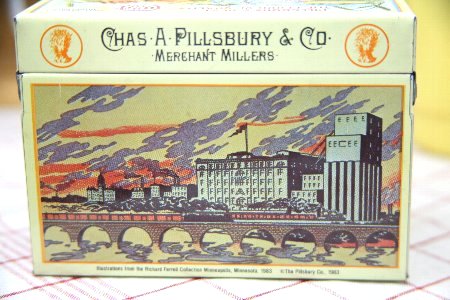 CHAS·A·PILLSBURY & CO·
·MERCHANT MILLERS·
Illustrations from the Richard Ferrell Collection Minneapolis, Minnesota, 1983 ©The Pillsbury Co., 1983